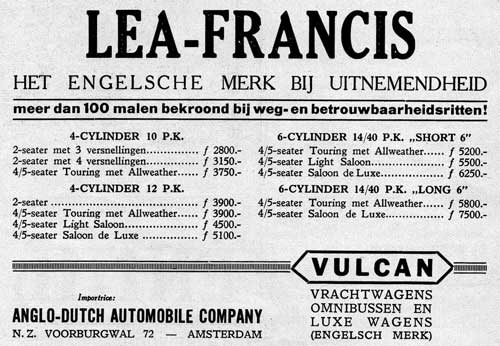 LEA-FRANCIS
HET ENGELSCHE MERK BIJ UITNEMENDHEID
meer dan 100 malen bekroond bij weg- en betrouwbaarheidsritten!
4-CYLINDER 10 P.K.
2-seater met 3 versnellingen..... ƒ 2800.-
2-seater met 4 versnellingen..... ƒ 3150.-
4/5-seater Touring met Allweather...... ƒ 3750.-
4-CYLINDER 12 P.K.
2-seater ........................... ƒ 3900.-
4/5-seater Touring met Allweather...... ƒ 3900.-
4/5-seater Light Saloon............... ƒ 4500.-
4/5-seater Saloon de Luxe ............... ƒ 5100.-
6-CYLINDER 14/40 P.K. „SHORT 6”
4/5-seater Touring met Allweather...... ƒ 5200.-
4/5-seater Light Saloon............... ƒ 5500.-
4/5-seater Saloon de Luxe............ ƒ 6250.-
6-CYLINDER 14/40 P.K. „LONG 6”
4/5-seater Touring met Allweather...... ƒ 5800.-
4/5-seater Saloon de Luxe............ ƒ 7500.-
Importrice:
ANGLO-DUTCH AUTOMOBILE COMPANY
N. Z. VOORBURGWAL 72 — AMSTERDAM
VULCAN
VRACHTWAGENS
OMNIBUSSEN EN
LUXE WAGENS
(ENGELSCH MERK)